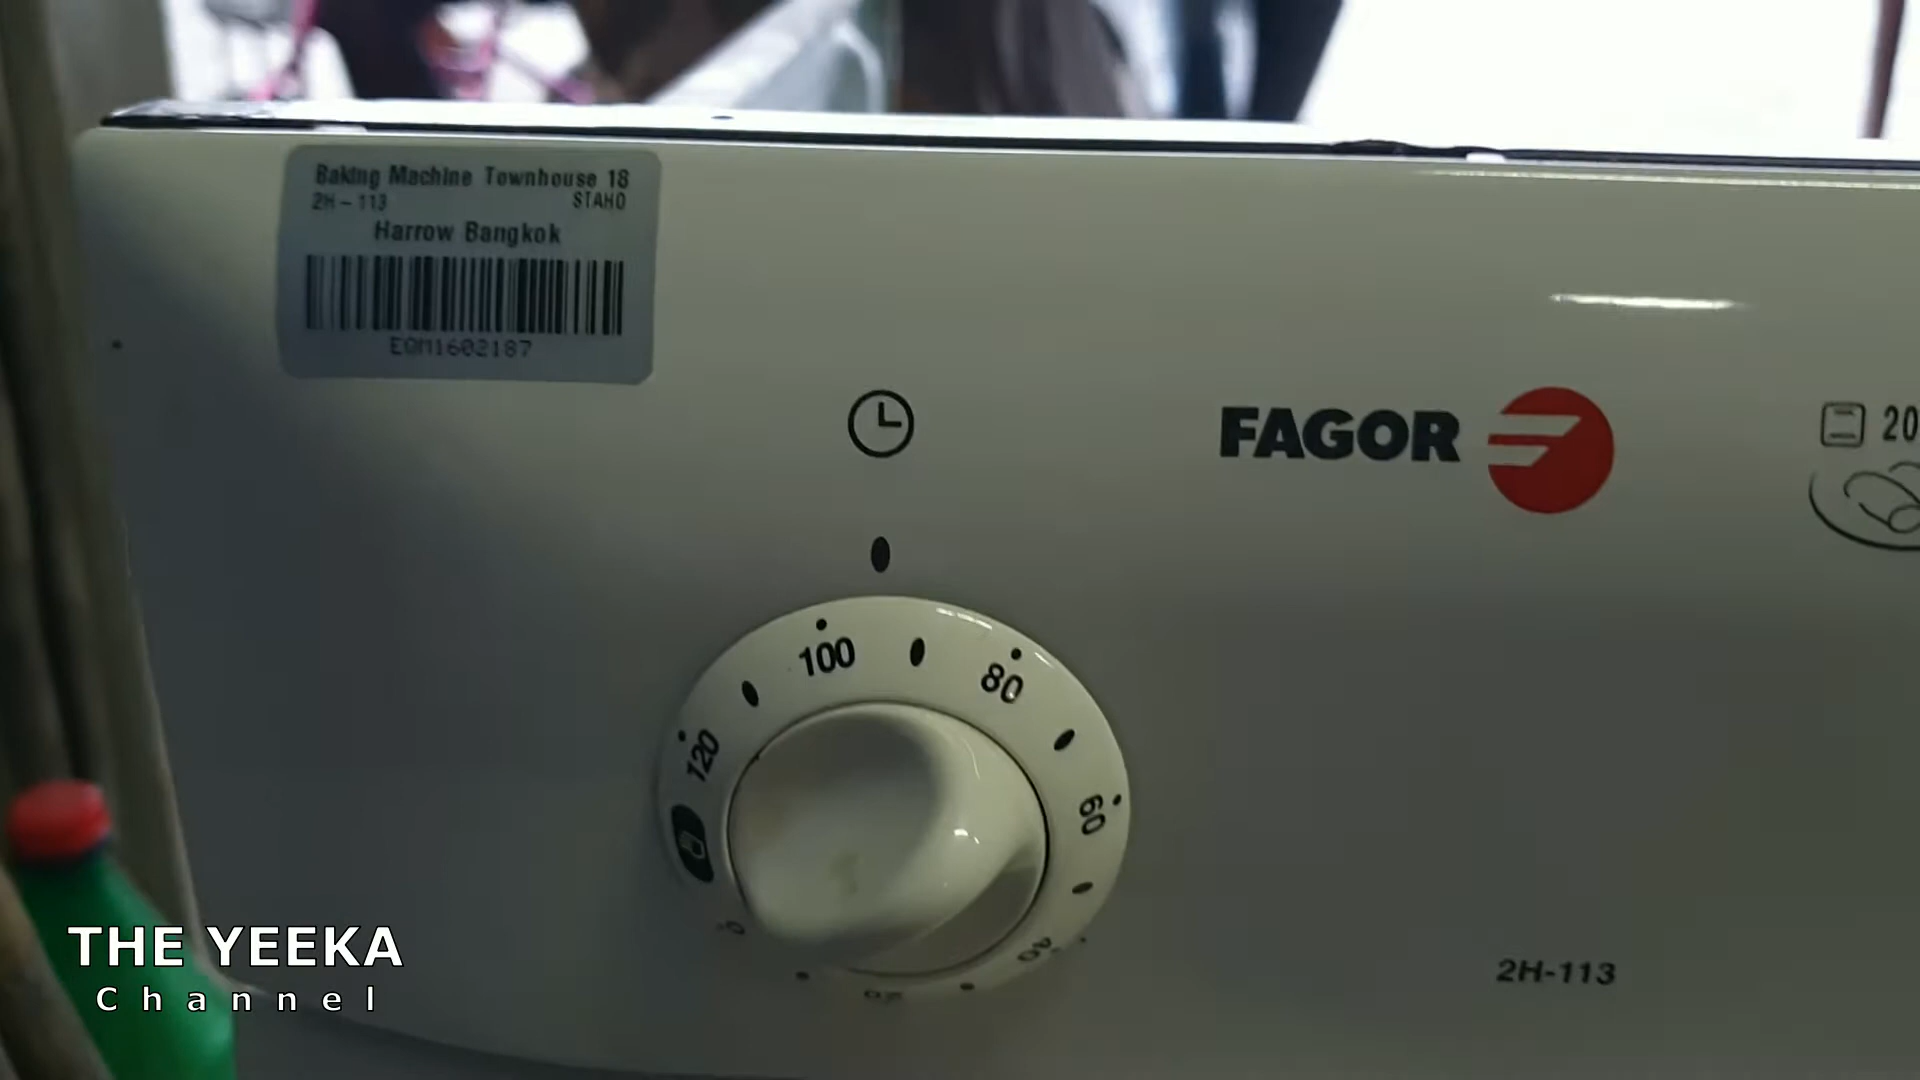 Baking Machine Townhouse 18
2H-113 STAHO
Harrow Bangkok
EQM1602187
FAGOR
20
100
80
120
60
2H-113
THE YEEKA
Channel